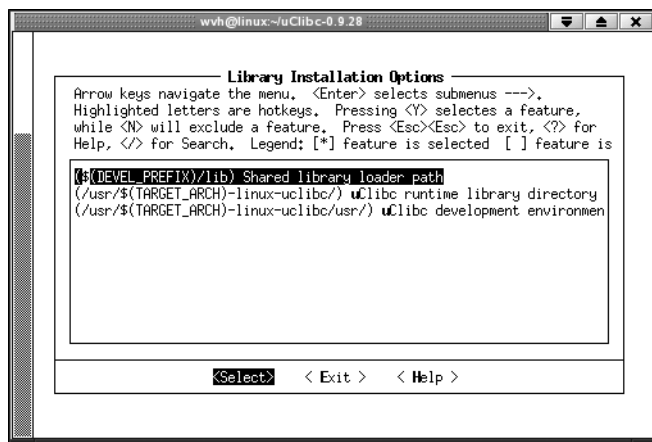 wvh@linux:~/uClibc-0.9.28
Library Installation Options
Arrow keys navigate the menu. <Enter> selects submenus --->.
Highlighted letters are hotkeys. Pressing <Y> selectes a feature,
while <N> will exclude a feature. Press <Esc><Esc> to exit, <?> for
Help, </> for Search. Legend: [*] feature is selected [ ] feature is
($(DEVEL_PREFIX)/lib) Shared library loader path
(/usr/$(TARGET_ARCH)-linux-uclibc/) uClibc runtime library directory
(/usr/$(TARGET_ARCH)-linux-uclibc/usr/) uClibc development environmen
<Select> < Exit > < Help >